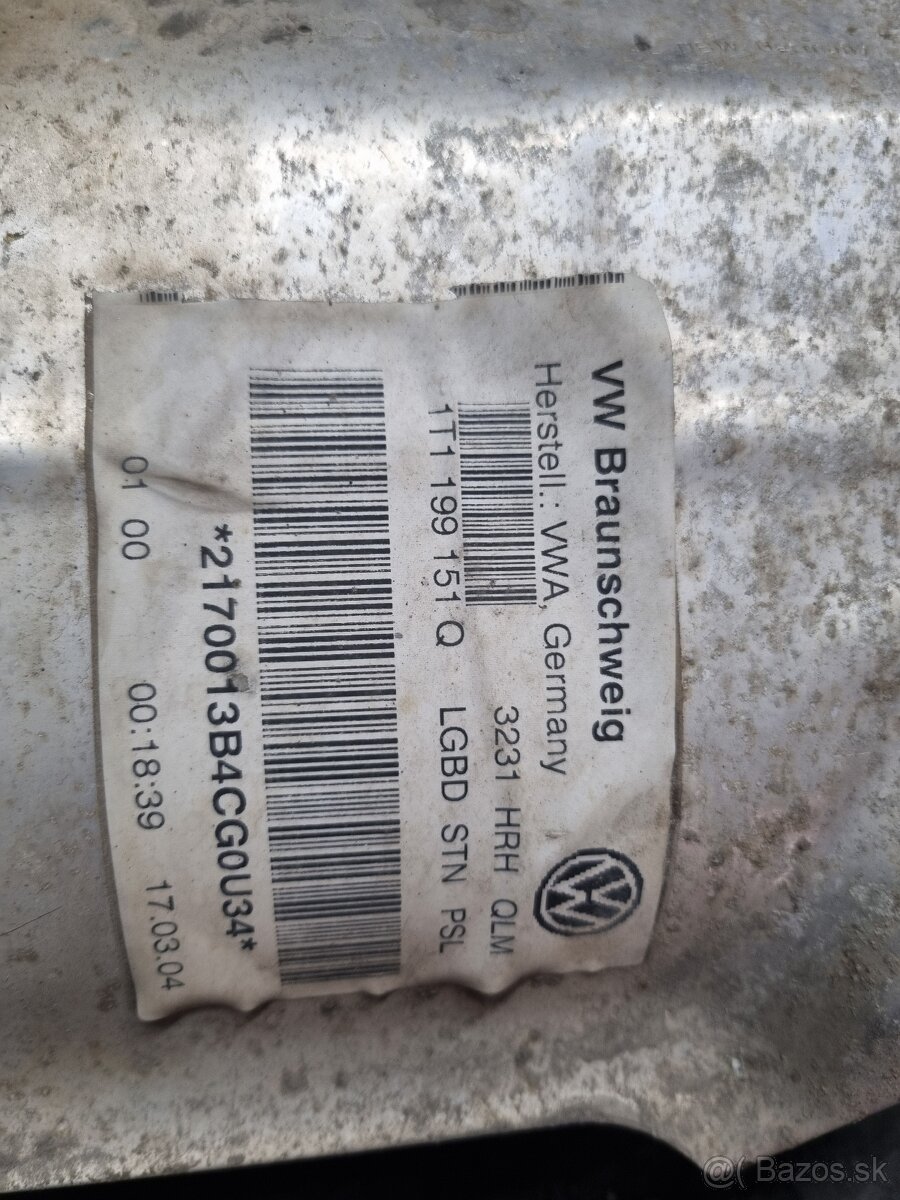 VW Braunschweig
Herstell.: VWA, Germany
3231 HRH QLM
1T1 199 151 Q LGBD STN PSL
*2170013B4CG0U34*
01 00 00:18:39 17.03.04
@( Bazos.sk